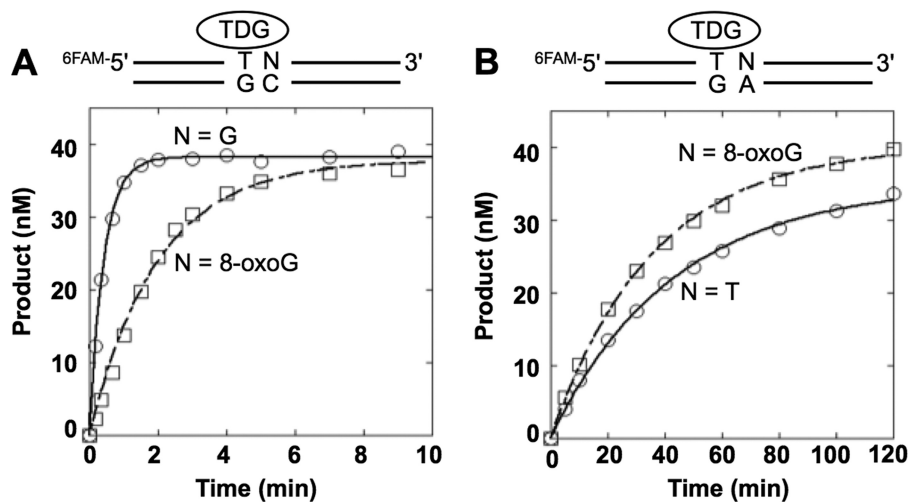 A
TDG
6FAM-5' T N 3'
G C
N = G
N = 8-oxoG
Product (nM)
40
30
20
10
0
0 2 4 6 8 10
Time (min)
B
TDG
6FAM-5' T N 3'
G A
N = 8-oxoG
N = T
Product (nM)
40
30
20
10
0
0 20 40 60 80 100 120
Time (min)